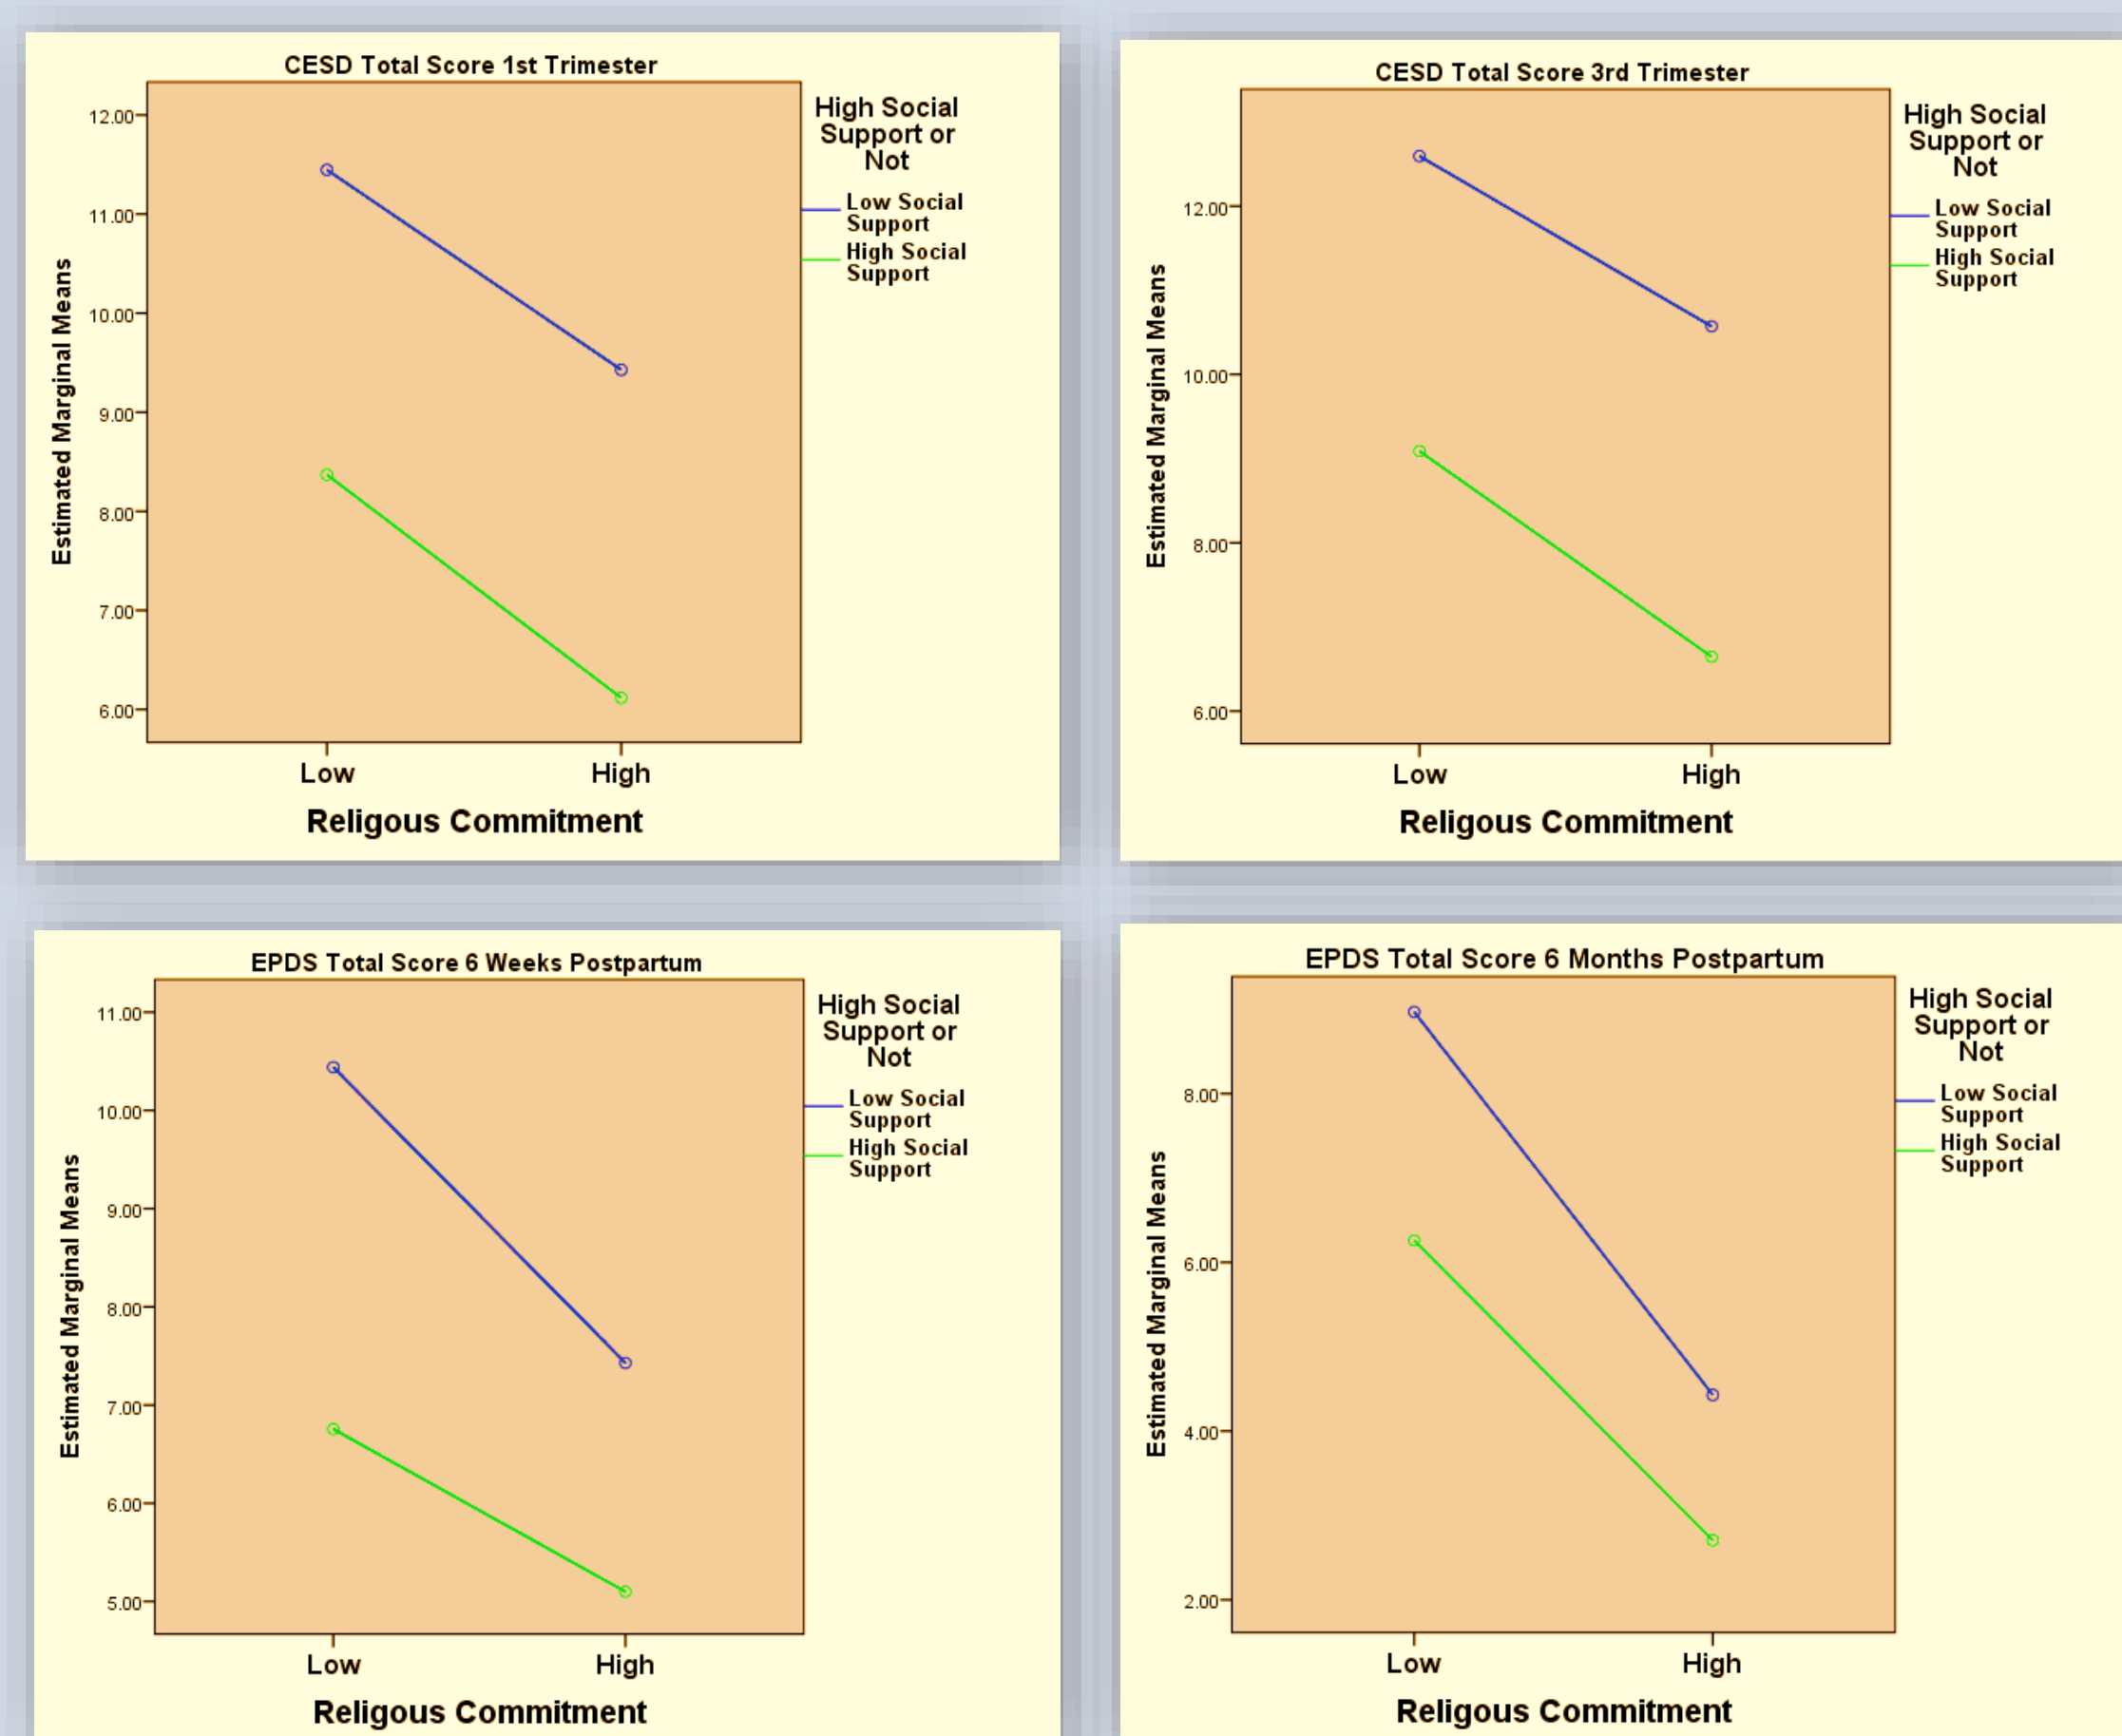 CESD Total Score 1st Trimester
12.00
11.00
10.00
9.00
8.00
7.00
6.00
Estimated Marginal Means
Low
High
Religous Commitment
High Social
Support or
Not
Low Social
Support
High Social
Support
CESD Total Score 3rd Trimester
12.00
10.00
8.00
6.00
Estimated Marginal Means
Low
High
Religous Commitment
High Social
Support or
Not
Low Social
Support
High Social
Support
EPDS Total Score 6 Weeks Postpartum
11.00
10.00
9.00
8.00
7.00
6.00
5.00
Estimated Marginal Means
Low
High
Religous Commitment
High Social
Support or
Not
Low Social
Support
High Social
Support
EPDS Total Score 6 Months Postpartum
8.00
6.00
4.00
2.00
Estimated Marginal Means
Low
High
Religous Commitment
High Social
Support or
Not
Low Social
Support
High Social
Support